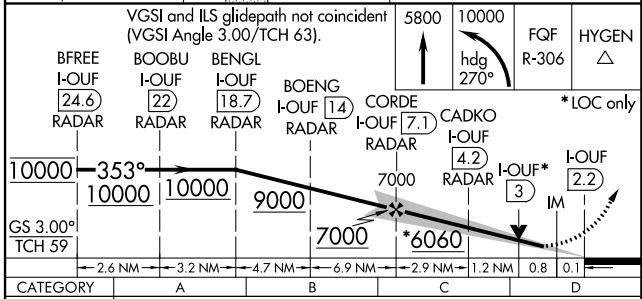 VGSI and ILS glidepath not coincident
(VGSI Angle 3.00/TCH 63).
5800
10000
hdg
270°
FQF
R-306
HYGEN
BFREE
I-OUF
24.6
RADAR
BOOBU
I-OUF
22
RADAR
BENGL
I-OUF
18.7
RADAR
BOENG
I-OUF 14
RADAR
CORDE
I-OUF 7.1
RADAR
7000
CADKO
I-OUF
4.2
RADAR
* LOC only
I-OUF*
3
I-OUF
2.2
IM
10000
353°
10000
10000
9000
7000
*6060
GS 3.00°
TCH 59
2.6 NM
3.2 NM
4.7 NM
6.9 NM
2.9 NM
1.2 NM
0.8
0.1
CATEGORY A B C D